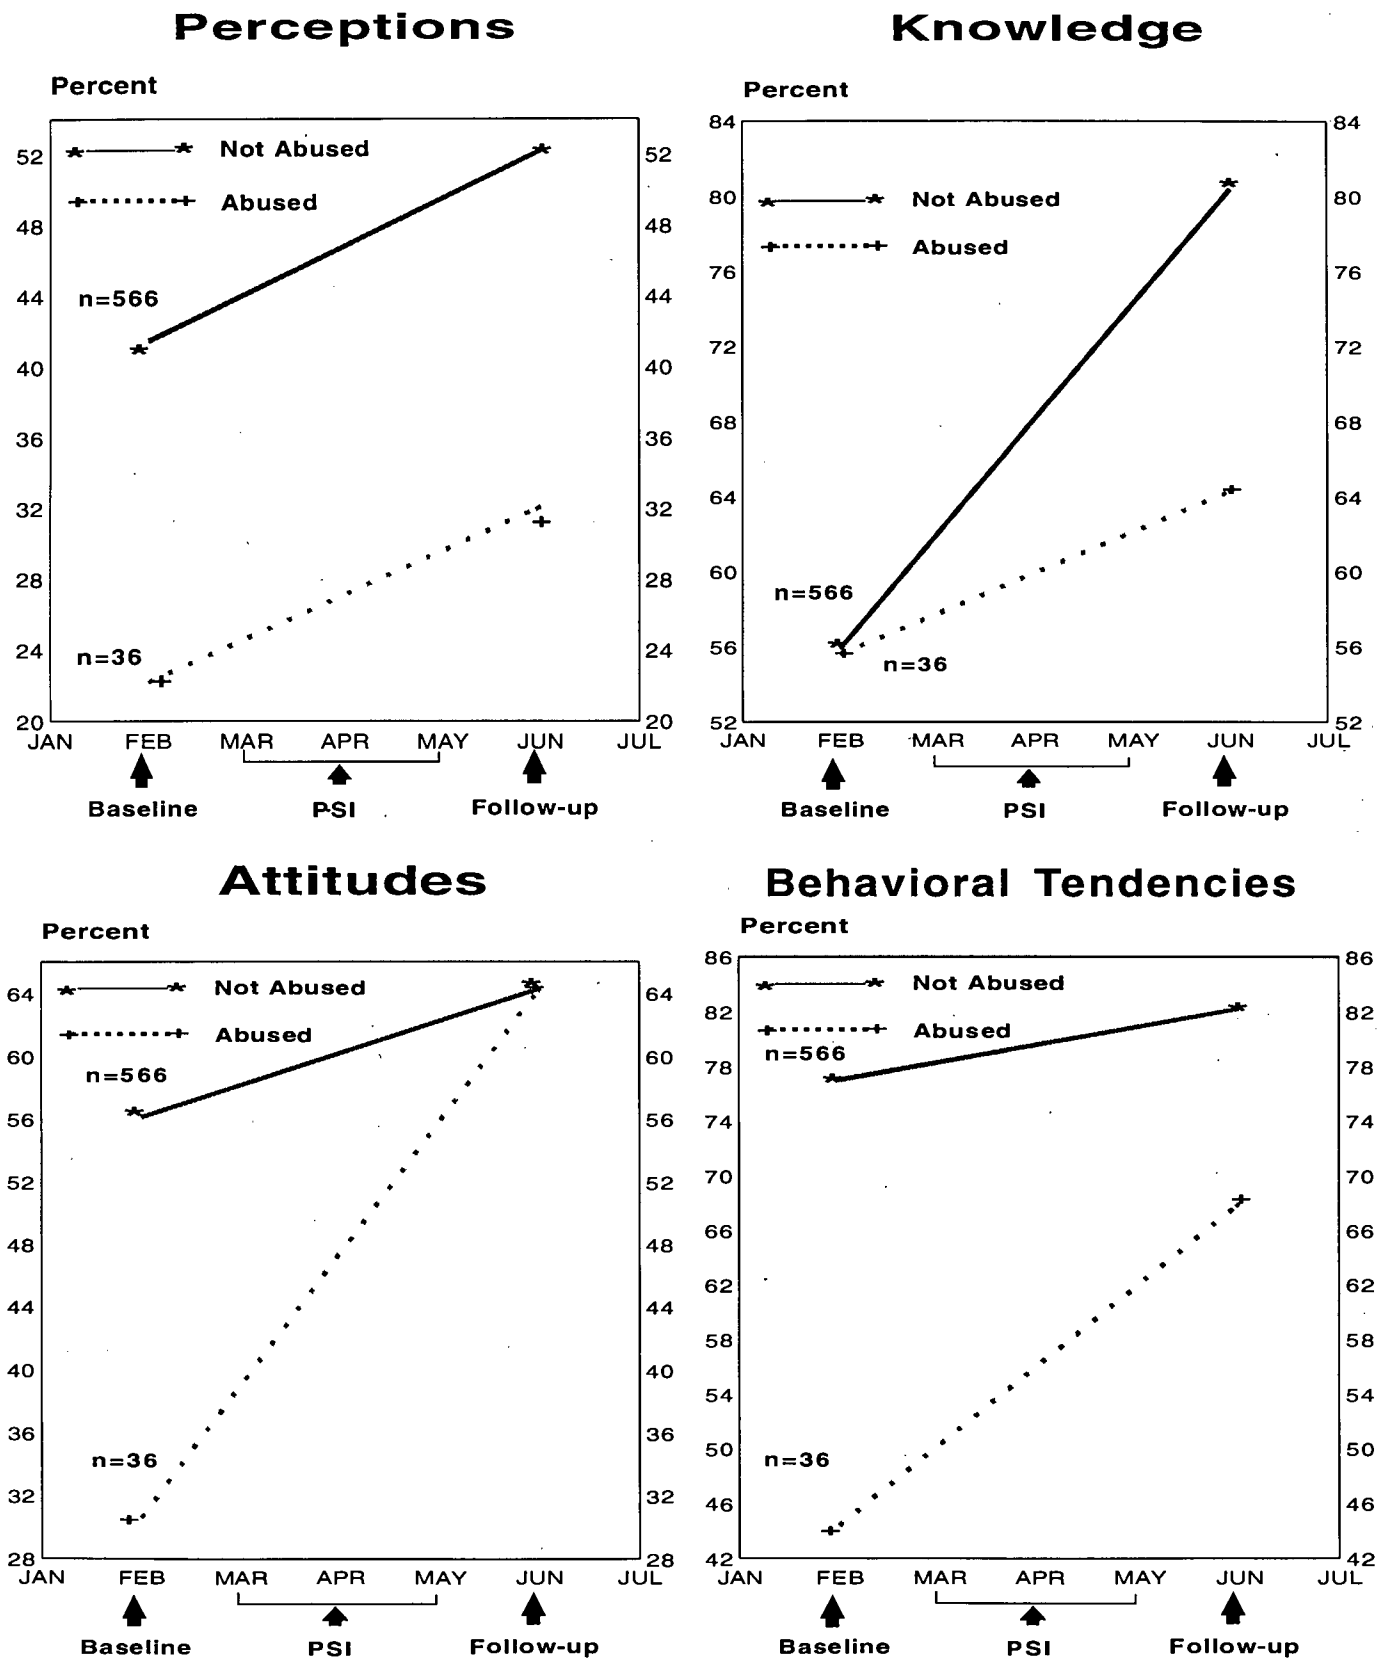 Perceptions
Percent
52 Not Abused 52
Abused
48 48
44 n=566 44
40 40
36 36
32 32
28 28
24 n=36 24
20 20
JAN FEB MAR APR MAY JUN JUL
Baseline PSI Follow-up
Knowledge
Percent
84 84
80 Not Abused 80
Abused
76 76
72 72
68 68
64 64
60 60
n=566
56 n=36 56
52 52
JAN FEB MAR APR MAY JUN JUL
Baseline PSI Follow-up
Attitudes
Percent
64 Not Abused 64
Abused
60 60
n=566
56 56
52 52
48 48
44 44
40 40
36 36
n=36
32 32
28 28
JAN FEB MAR APR MAY JUN JUL
Baseline PSI Follow-up
Behavioral Tendencies
Percent
86 86
Not Abused
82 82
Abused
n=566
78 78
74 74
70 70
66 66
62 62
58 58
54 54
50 50
n=36
46 46
42 42
JAN FEB MAR APR MAY JUN JUL
Baseline PSI Follow-up